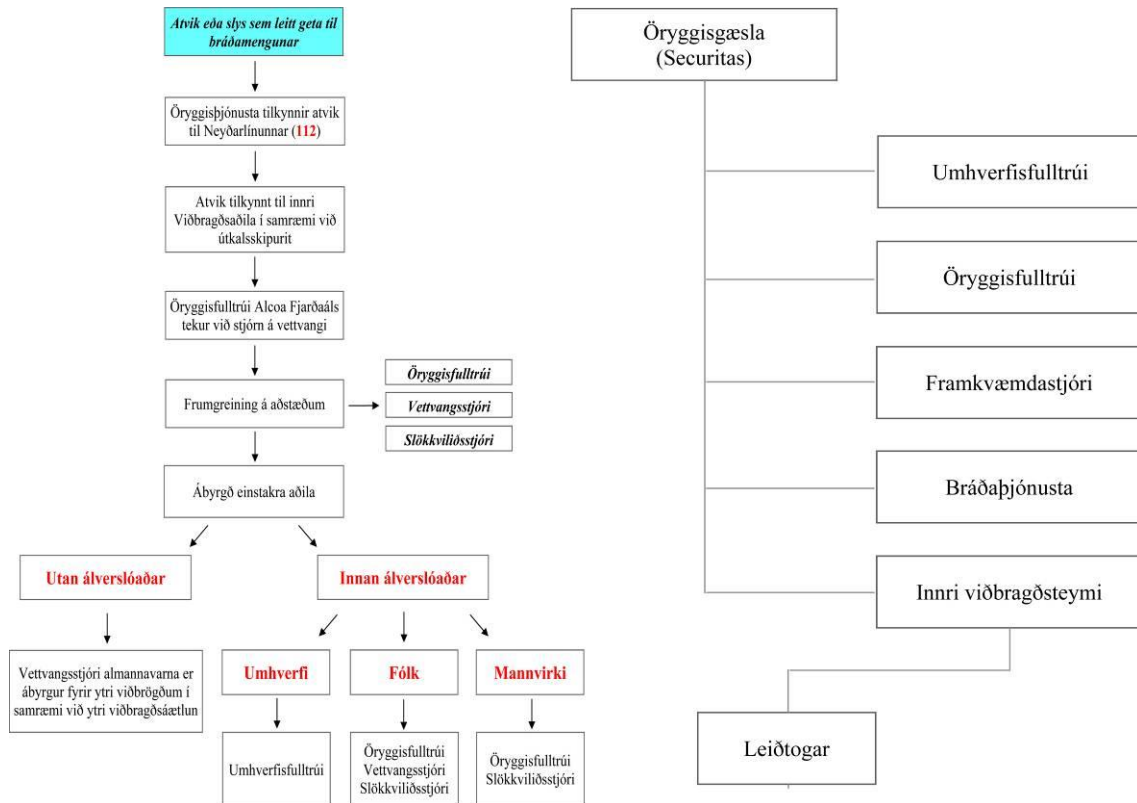 Atvik eða slys sem leitt geta til
bráðamengunar
Öryggisþjónusta tilkynnir atvik
til Neyðarlínunnar (112)
Atvik tilkynnt til innri
Viðbragðsaðila í samræmi við
útkalsskipurit
Öryggisfulltrúi Alcoa Fjarðaáls
tekur við stjórn á vettvangi
Frumgreining á aðstæðum
Öryggisfulltrúi
Vettvangsstjóri
Slökkviliðsstjóri
Ábyrgð einstakra aðila
Utan álverslóaðar
Innan álverslóaðar
Vettvangsstjóri almannavarna er
ábyrgur fyrir ytri viðbrögðum í
samræmi við ytri viðbragðsáætlun
Umhverfi
Fólk
Mannvirki
Umhverfisfulltrúi
Öryggisfulltrúi
Vettvangsstjóri
Slökkviliðsstjóri
Öryggisfulltrúi
Slökkviliðsstjóri
Öryggisgæsla
(Securitas)
Umhverfisfulltrúi
Öryggisfulltrúi
Framkvæmdastjóri
Bráðaþjónusta
Innri viðbragðsteymi
Leiðtogar